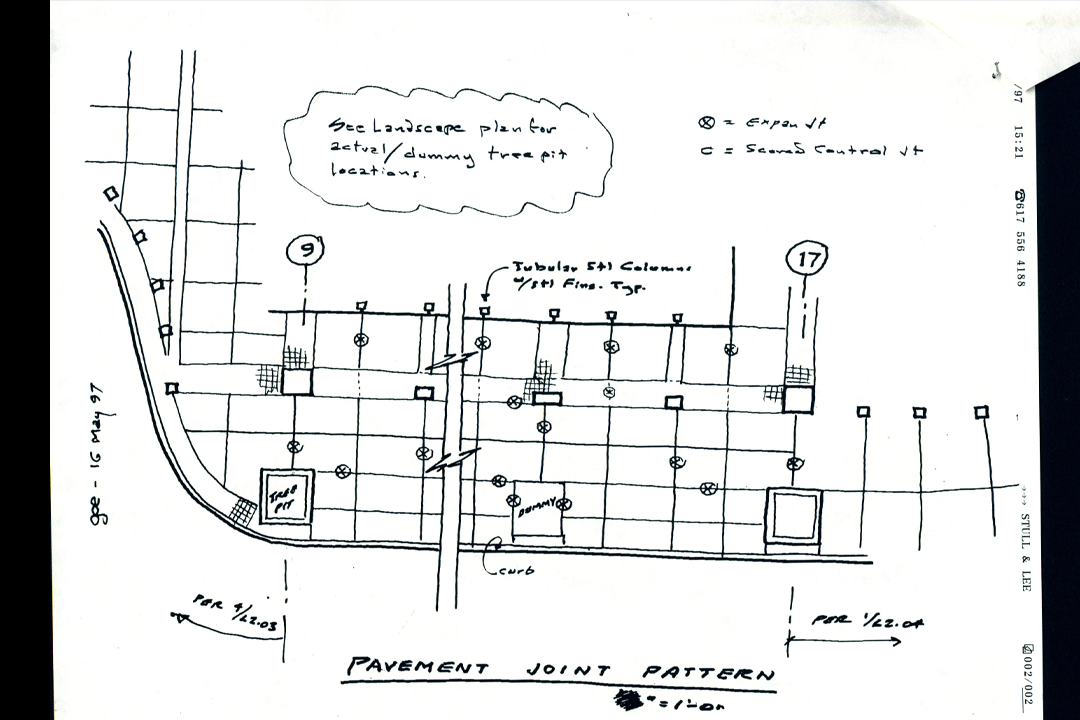 See Landscape plan for
actual/dummy tree pit
locations.
⊗ = Expan Jt
C = Scored Control Jt
9
17
Tubular Stl Columns
w/stl Fins. Typ.
TREE
PIT
DUMMY
curb
PER 4/L2.03
PER 1/L2.04
PAVEMENT JOINT PATTERN
" = 1'-0"
16 May 97
/97 15:21 ☎617 556 4188
STULL & LEE
002/002